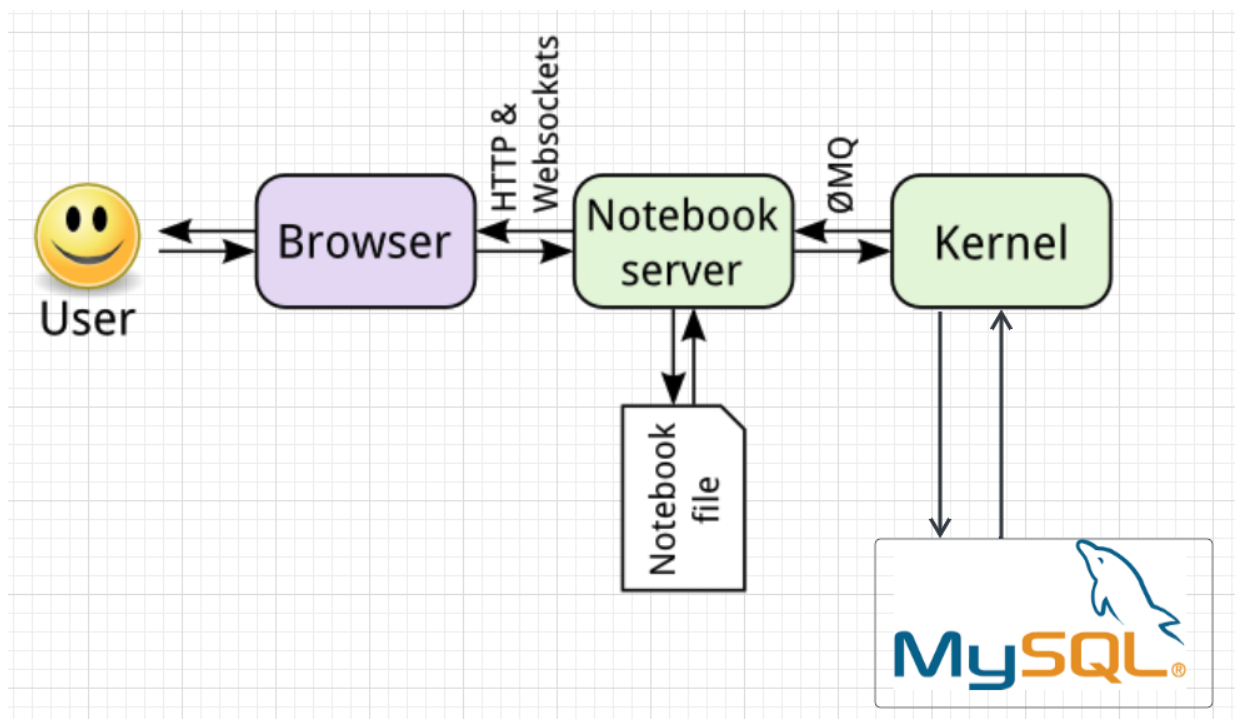 HTTP &
Websockets
ØMQ
User
Browser
Notebook
server
Kernel
Notebook
file
MySQL®